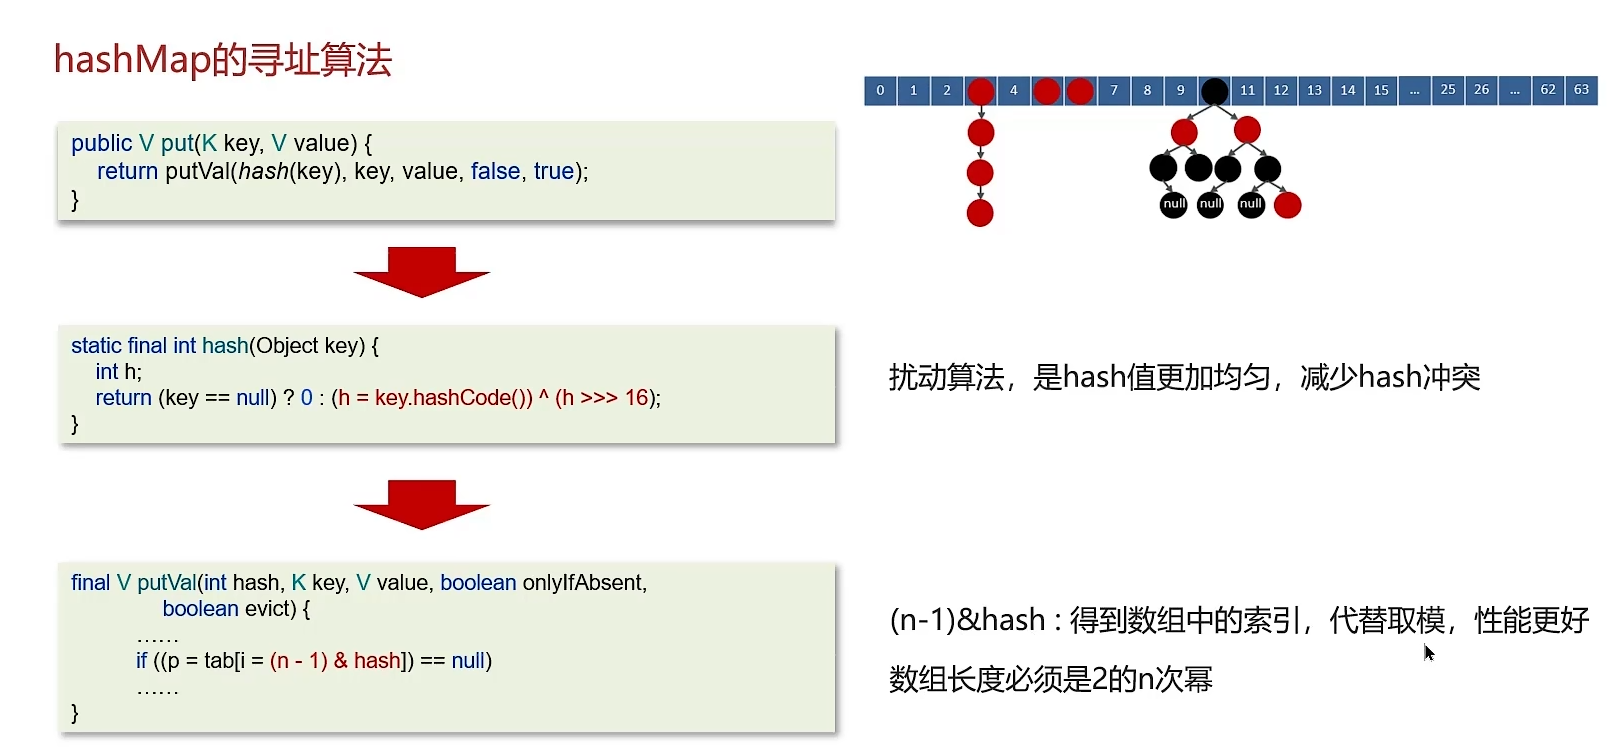 hashMap的寻址算法
0 1 2 4 7 8 9 11 12 13 14 15 ... 25 26 ... 62 63
null null null
public V put(K key, V value) {
return putVal(hash(key), key, value, false, true);
}
static final int hash(Object key) {
int h;
return (key == null) ? 0 : (h = key.hashCode()) ^ (h >>> 16);
}
扰动算法，是hash值更加均匀，减少hash冲突
final V putVal(int hash, K key, V value, boolean onlyIfAbsent,
boolean evict) {
……
if ((p = tab[i = (n - 1) & hash]) == null)
……
}
(n-1)&hash : 得到数组中的索引，代替取模，性能更好
数组长度必须是2的n次幂